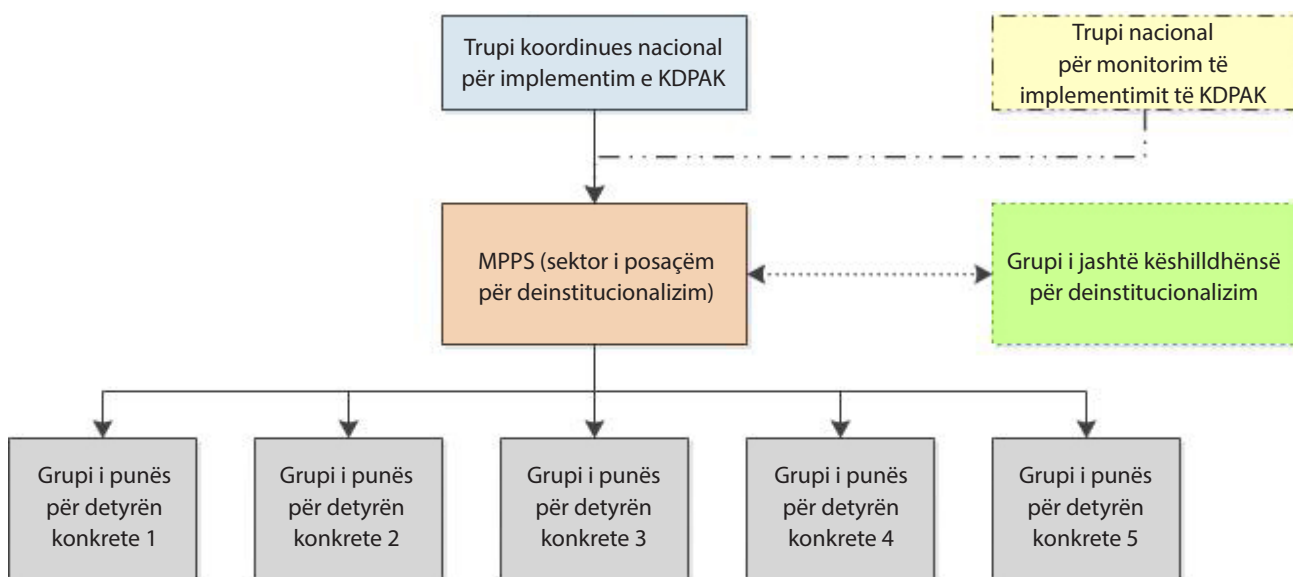 Trupi koordinues nacional
për implementim e KDPAK
Trupi nacional
për monitorim të
implementimit të KDPAK
MPPS (sektor i posaçëm
për deinstitucionalizim)
Grupi i jashtë këshilldhënsë
për deinstitucionalizim
Grupi i punës
për detyrën
konkrete 1
Grupi i punës
për detyrën
konkrete 2
Grupi i punës
për detyrën
konkrete 3
Grupi i punës
për detyrën
konkrete 4
Grupi i punës
për detyrën
konkrete 5